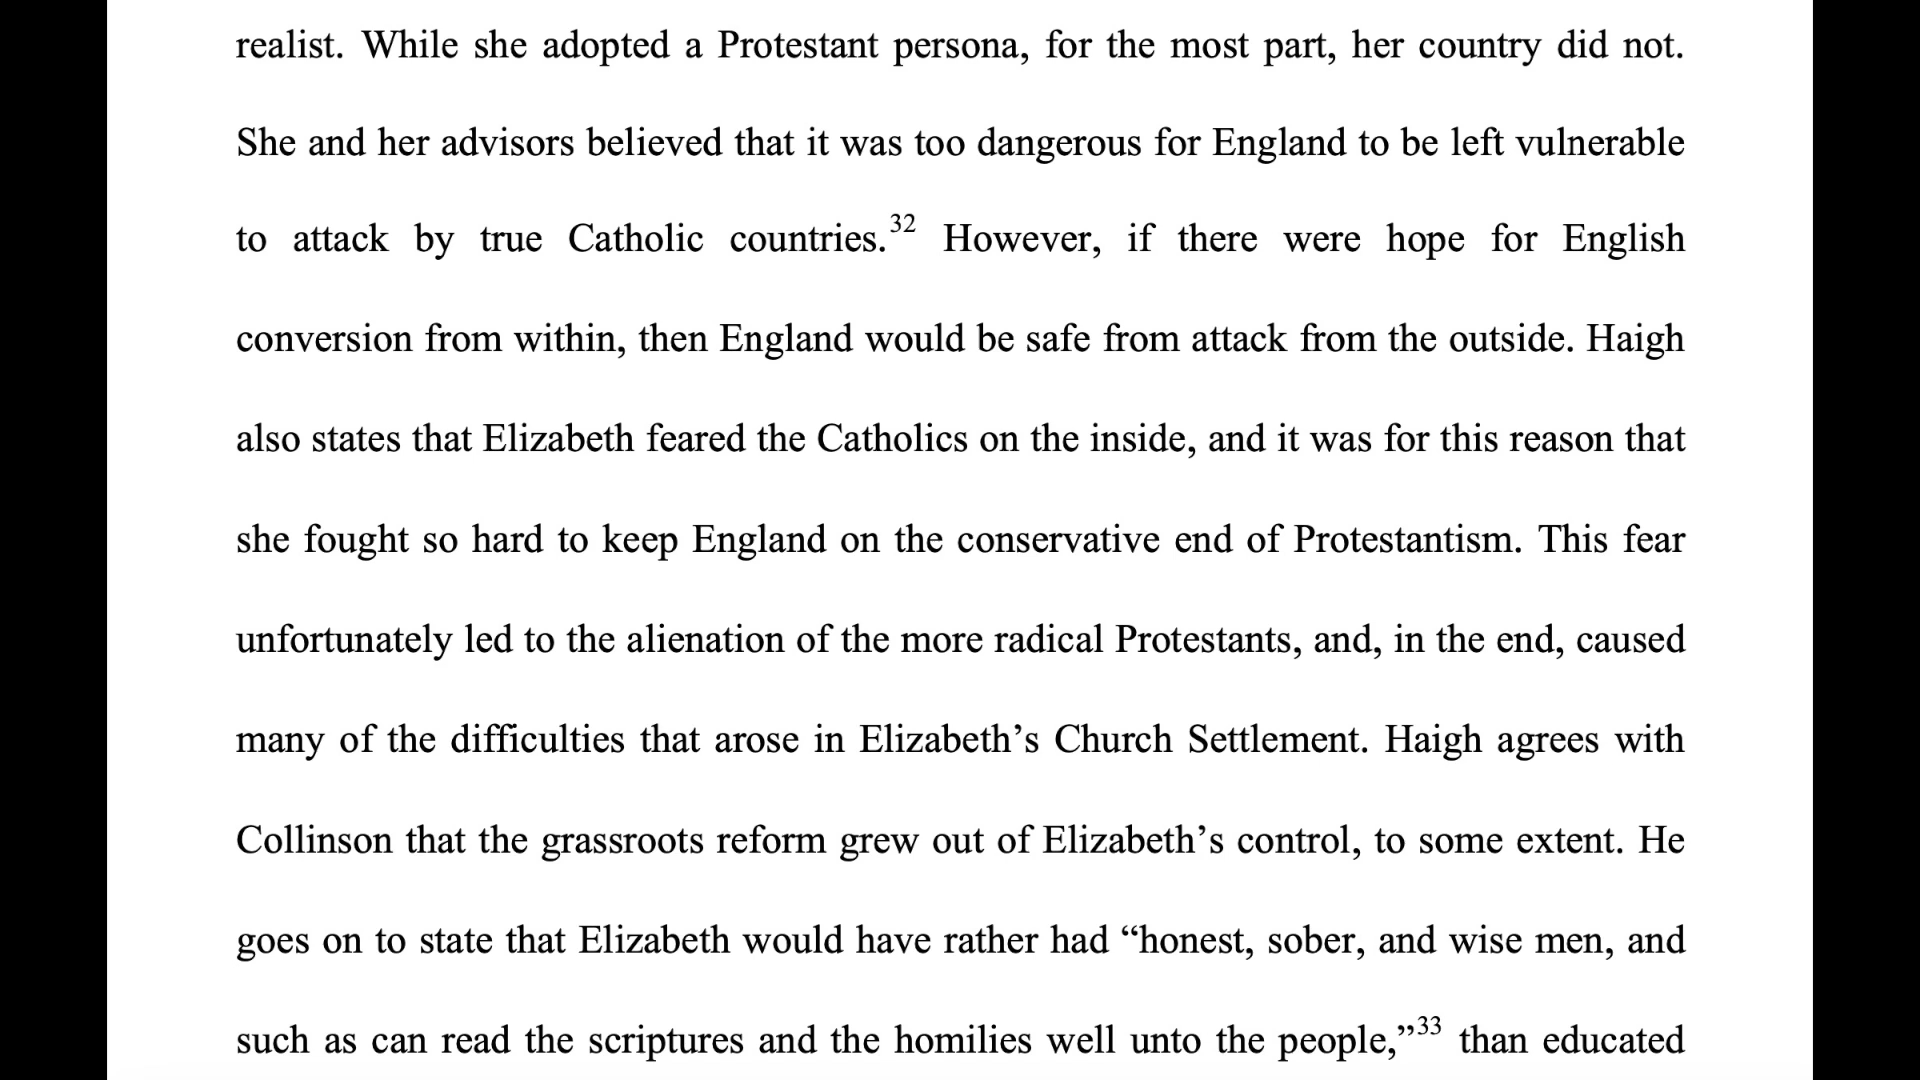 realist. While she adopted a Protestant persona, for the most part, her country did not.
She and her advisors believed that it was too dangerous for England to be left vulnerable
to attack by true Catholic countries.32 However, if there were hope for English
conversion from within, then England would be safe from attack from the outside. Haigh
also states that Elizabeth feared the Catholics on the inside, and it was for this reason that
she fought so hard to keep England on the conservative end of Protestantism. This fear
unfortunately led to the alienation of the more radical Protestants, and, in the end, caused
many of the difficulties that arose in Elizabeth’s Church Settlement. Haigh agrees with
Collinson that the grassroots reform grew out of Elizabeth’s control, to some extent. He
goes on to state that Elizabeth would have rather had “honest, sober, and wise men, and
such as can read the scriptures and the homilies well unto the people,”33 than educated